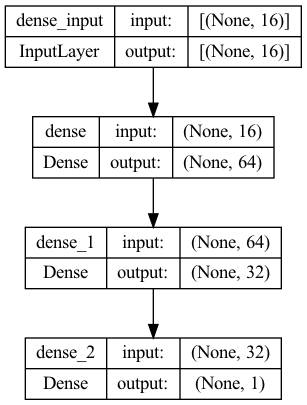 dense_input input: [(None, 16)]
InputLayer output: [(None, 16)]
dense input: (None, 16)
Dense output: (None, 64)
dense_1 input: (None, 64)
Dense output: (None, 32)
dense_2 input: (None, 32)
Dense output: (None, 1)